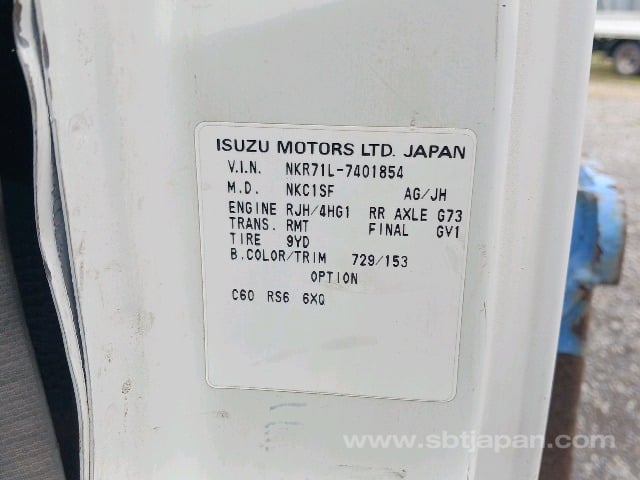 ISUZU MOTORS LTD. JAPAN
V.I.N. NKR71L-7401854
M.D. NKC1SF AG/JH
ENGINE RJH/4HG1 RR AXLE G73
TRANS. RMT FINAL GV1
TIRE 9YD
B.COLOR/TRIM 729/153
OPTION
C60 RS6 6XQ
www.sbtjapan.com